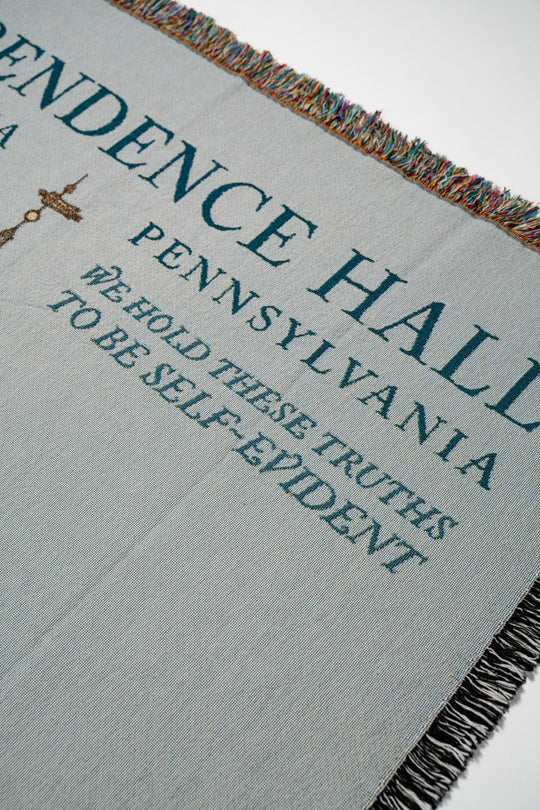 PENDENCE HALL
A
PENNSYLVANIA
WE HOLD THESE TRUTHS
TO BE SELF-EVIDENT